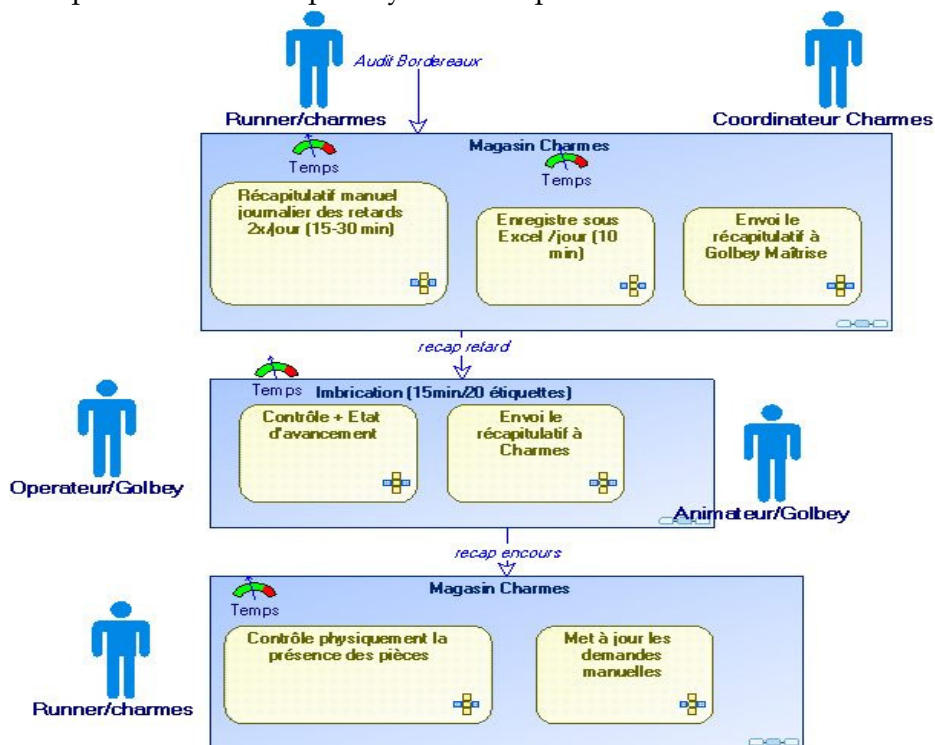 Audit Bordereaux
Runner/charmes
Coordinateur Charmes
Magasin Charmes
Temps
Temps
Récapitulatif manuel
journalier des retards
2x/jour (15-30 min)
Enregistre sous
Excel /jour (10
min)
Envoi le
récapitulatif à
Golbey Maîtrise
recap retard
Temps
Imbrication (15min/20 étiquettes)
Contrôle + Etat
d'avancement
Envoi le
récapitulatif à
Charmes
Operateur/Golbey
Animateur/Golbey
recap encours
Magasin Charmes
Temps
Contrôle physiquement la
présence des pièces
Met à jour les
demandes
manuelles
Runner/charmes